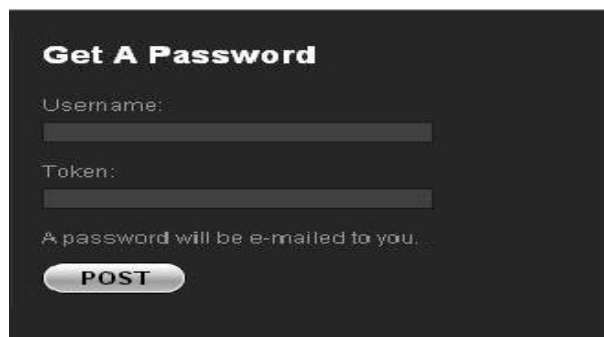 Get A Password
Username:
Token:
A password will be e-mailed to you.
POST